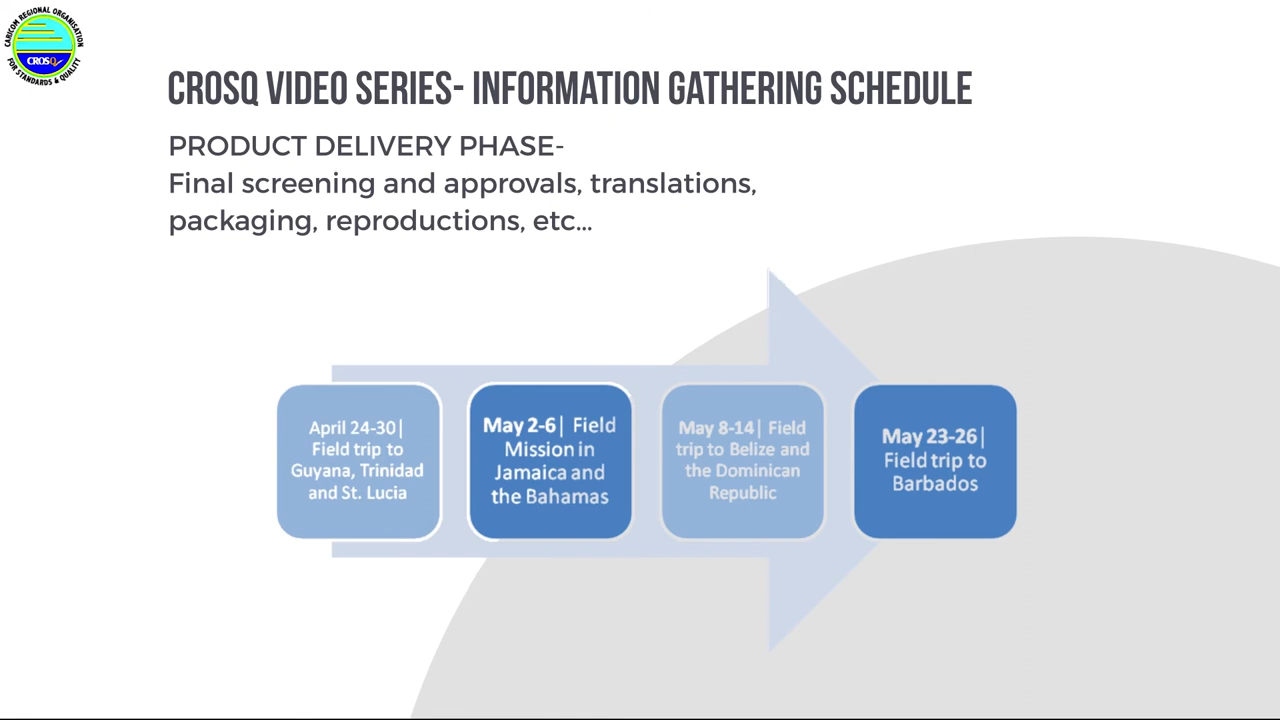 CARICOM REGIONAL ORGANISATION
FOR STANDARDS & QUALITY
CROSQ
CROSQ VIDEO SERIES- INFORMATION GATHERING SCHEDULE
PRODUCT DELIVERY PHASE-
Final screening and approvals, translations,
packaging, reproductions, etc...
April 24-30|
Field trip to
Guyana, Trinidad
and St. Lucia
May 2-6| Field
Mission in
Jamaica and
the Bahamas
May 8-14| Field
trip to Belize and
the Dominican
Republic
May 23-26|
Field trip to
Barbados